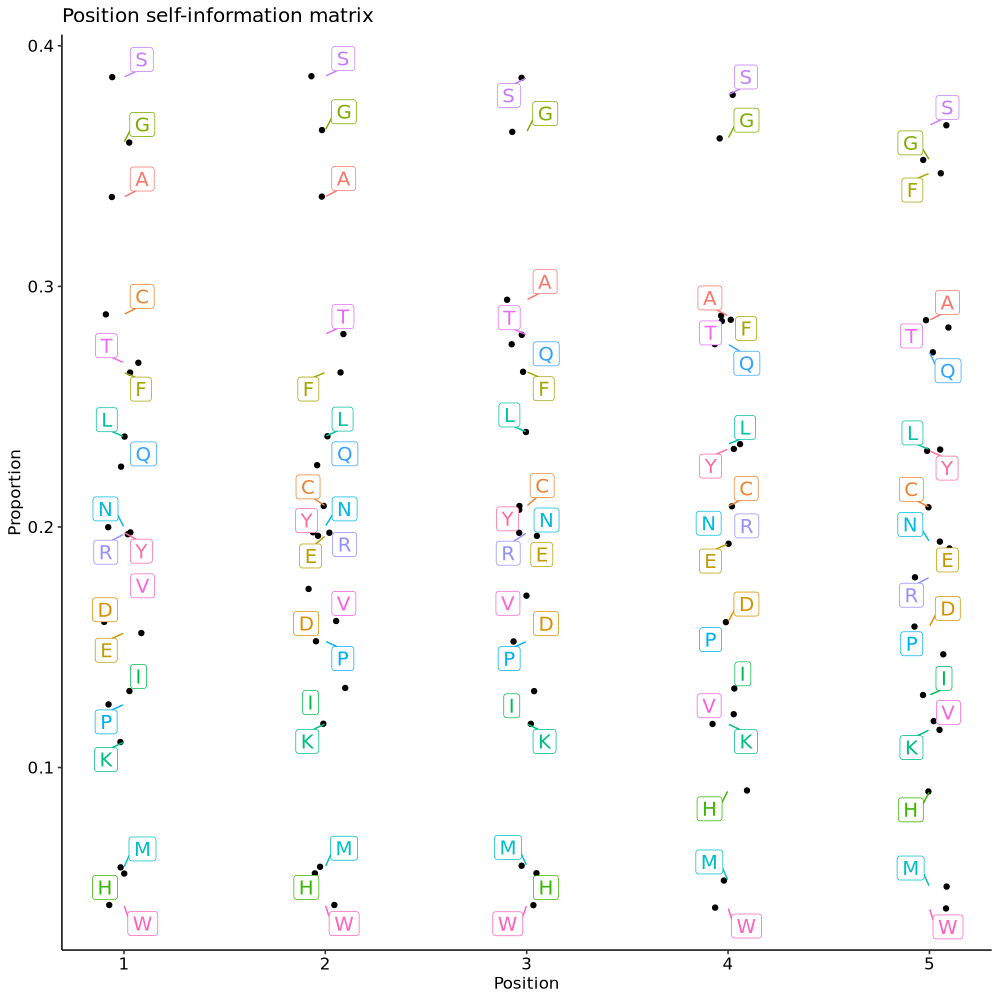 Position self-information matrix
0.4
S
S
S
S
S
G
G
G
G
G
A
A
F
0.3
C
A
A
A
T
T
T
T
F
T
Q
Q
Q
F
F
F
L
L
L
L
L
Q
Q
Y
Y
C
C
C
C
N
N
0.2
Y
Y
N
N
R
N
R
Y
E
R
R
E
E
E
V
R
D
V
V
D
D
E
D
D
P
P
P
P
I
I
I
I
I
P
V
V
K
K
K
K
K
0.1
H
H
M
M
M
M
M
H
H
H
W
W
W
W
W
Proportion
1
2
3
4
5
Position